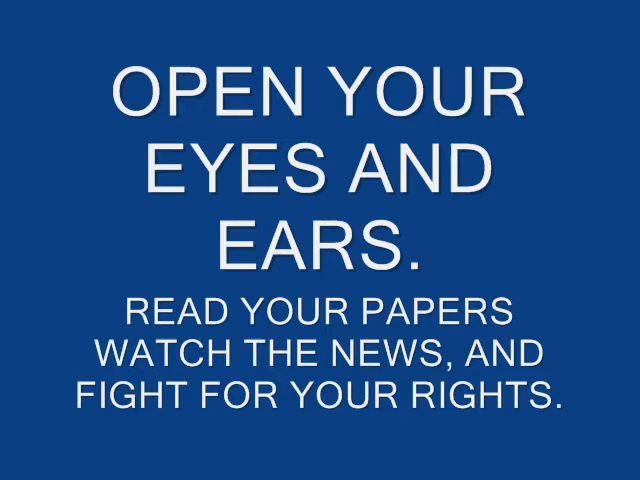 OPEN YOUR
EYES AND
EARS.
READ YOUR PAPERS
WATCH THE NEWS, AND
FIGHT FOR YOUR RIGHTS.